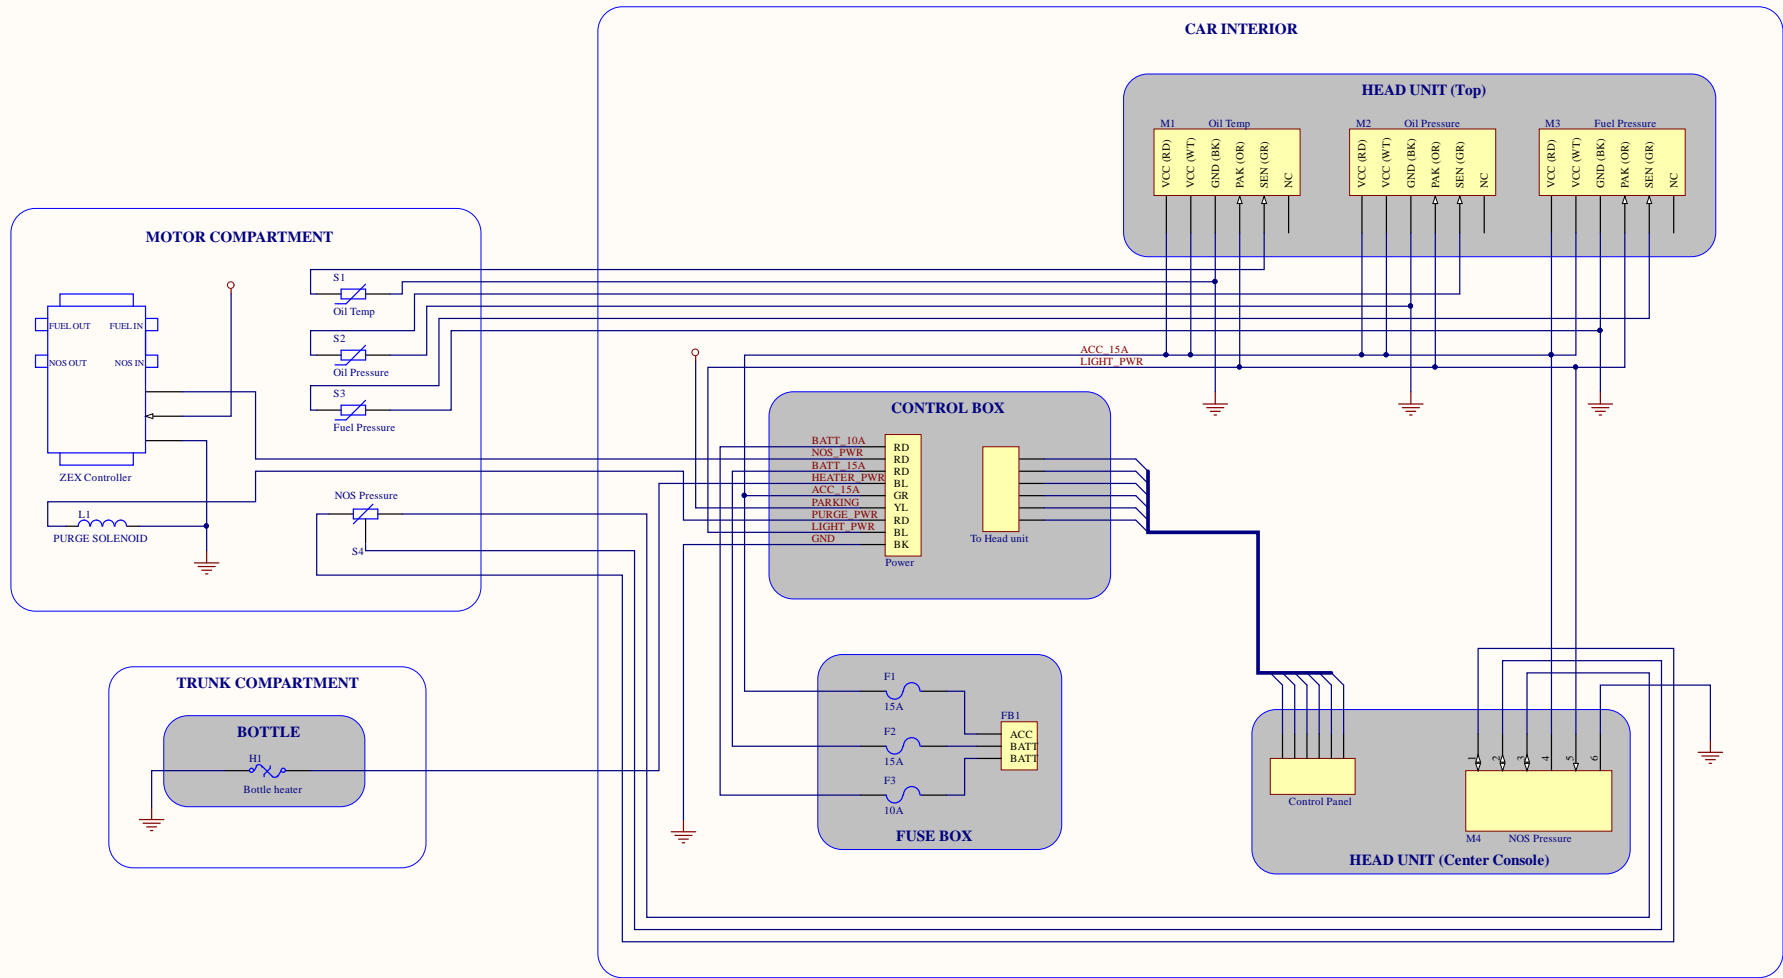 CAR INTERIOR
HEAD UNIT (Top)
M1 Oil Temp
VCC (RD)
VCC (WT)
GND (BK)
PAK (OR)
SEN (GR)
NC
M2 Oil Pressure
VCC (RD)
VCC (WT)
GND (BK)
PAK (OR)
SEN (GR)
NC
M3 Fuel Pressure
VCC (RD)
VCC (WT)
GND (BK)
PAK (OR)
SEN (GR)
NC
MOTOR COMPARTMENT
FUEL OUT FUEL IN
NOS OUT NOS IN
ZEX Controller
L1
PURGE SOLENOID
S1
Oil Temp
S2
Oil Pressure
S3
Fuel Pressure
NOS Pressure
S4
ACC_15A
LIGHT_PWR
CONTROL BOX
BATT_10A RD
NOS_PWR RD
BATT_15A RD
HEATER_PWR BL
ACC_15A GR
PARKING YL
PURGE_PWR RD
LIGHT_PWR BL
GND BK
Power
To Head unit
TRUNK COMPARTMENT
BOTTLE
H1
Bottle heater
F1
15A
F2
15A
F3
10A
FB1
ACC
BATT
BATT
FUSE BOX
Control Panel
1
2
3
4
5
6
M4 NOS Pressure
HEAD UNIT (Center Console)